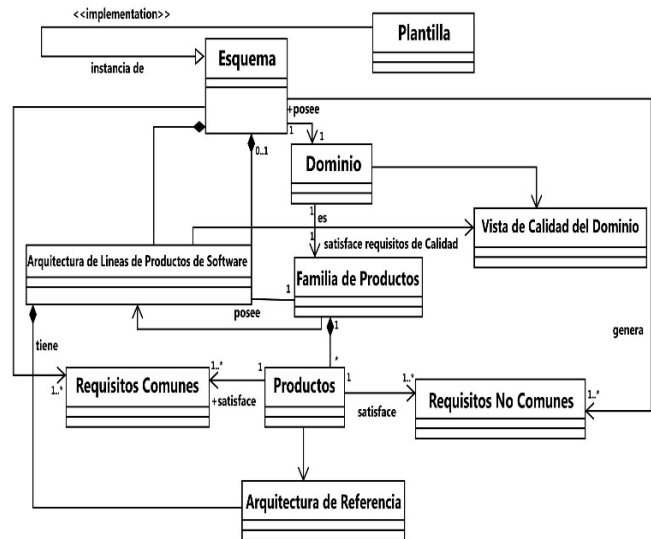 <<implementation>>
Plantilla
Esquema
instancia de
+posee
1
1
0..1
Dominio
1
es
1
satisface requisitos de Calidad
Vista de Calidad del Dominio
Arquitectura de Lineas de Productos de Software
Familia de Productos
1
posee
1
tiene
genera
*
1..*
1
1
1..*
1..*
1..*
Requisitos Comunes
Productos
Requisitos No Comunes
+satisface
satisface
Arquitectura de Referencia